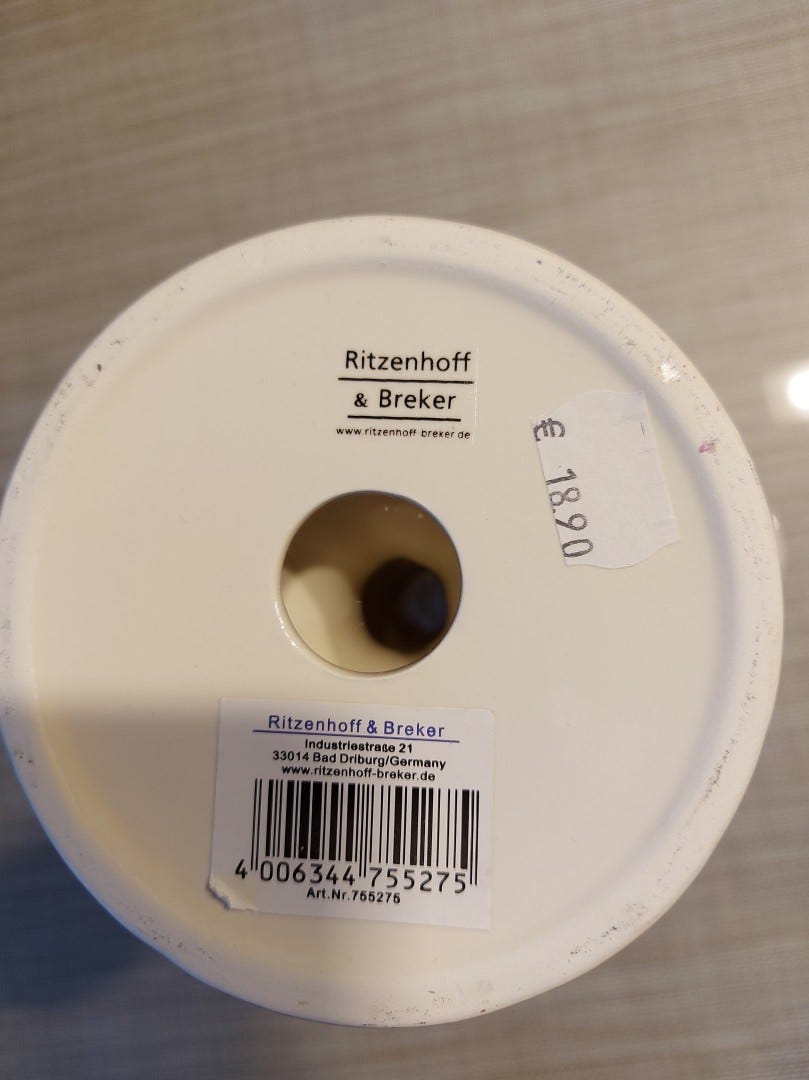 Ritzenhoff
& Breker
www.ritzenhoff-breker.de
€ 18.90
Ritzenhoff & Breker
Industriestraße 21
33014 Bad Driburg/Germany
www.ritzenhoff-breker.de
4 006344 755275
Art.Nr.755275